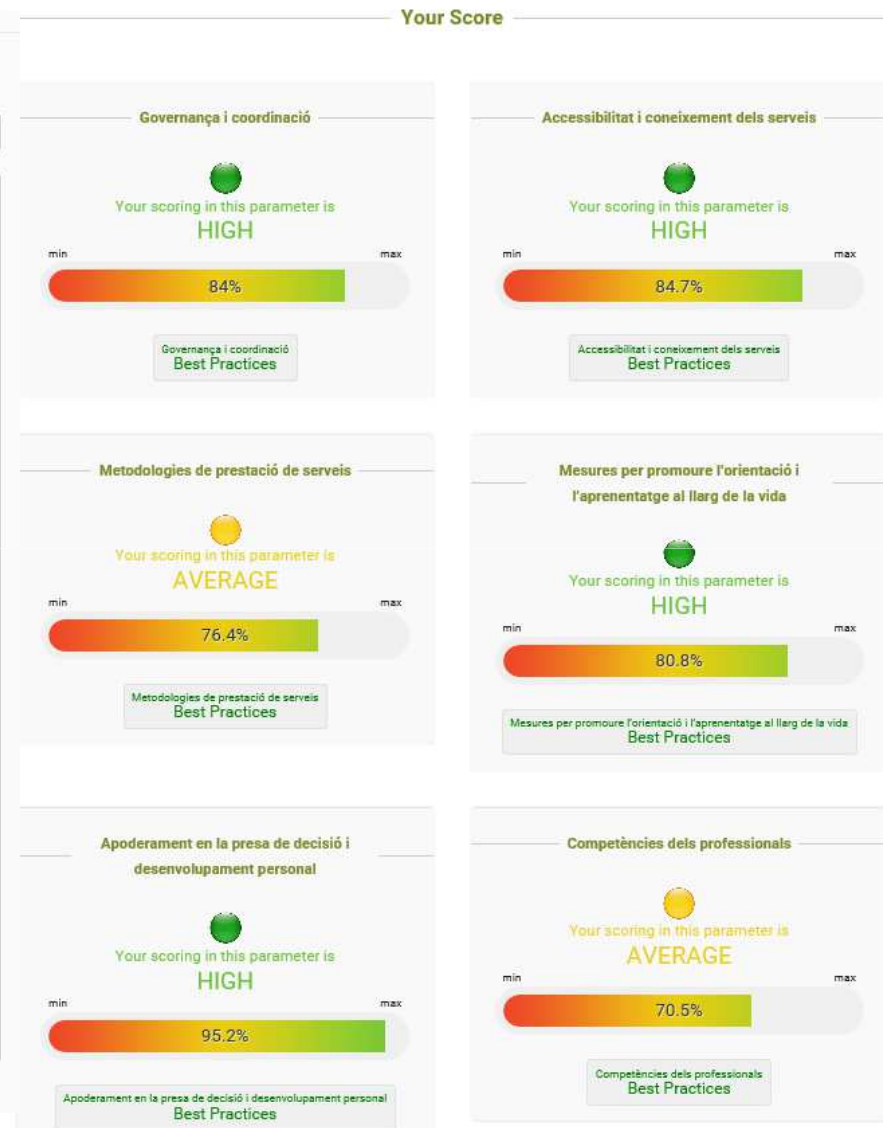 Your Score
Governança i coordinació
Your scoring in this parameter is
HIGH
min
max
84%
Governança i coordinació
Best Practices
Accessibilitat i coneixement dels serveis
Your scoring in this parameter is
HIGH
min
max
84.7%
Accessibilitat i coneixement dels serveis
Best Practices
Metodologies de prestació de serveis
Your scoring in this parameter is
AVERAGE
min
max
76.4%
Metodologies de prestació de serveis
Best Practices
Mesures per promoure l'orientació i
l'aprenentatge al llarg de la vida
Your scoring in this parameter is
HIGH
min
max
80.8%
Mesures per promoure l'orientació i l'aprenentatge al llarg de la vida
Best Practices
Apoderament en la presa de decisió i
desenvolupament personal
Your scoring in this parameter is
HIGH
min
max
95.2%
Apoderament en la presa de decisió i desenvolupament personal
Best Practices
Competències dels professionals
Your scoring in this parameter is
AVERAGE
min
max
70.5%
Competències dels professionals
Best Practices